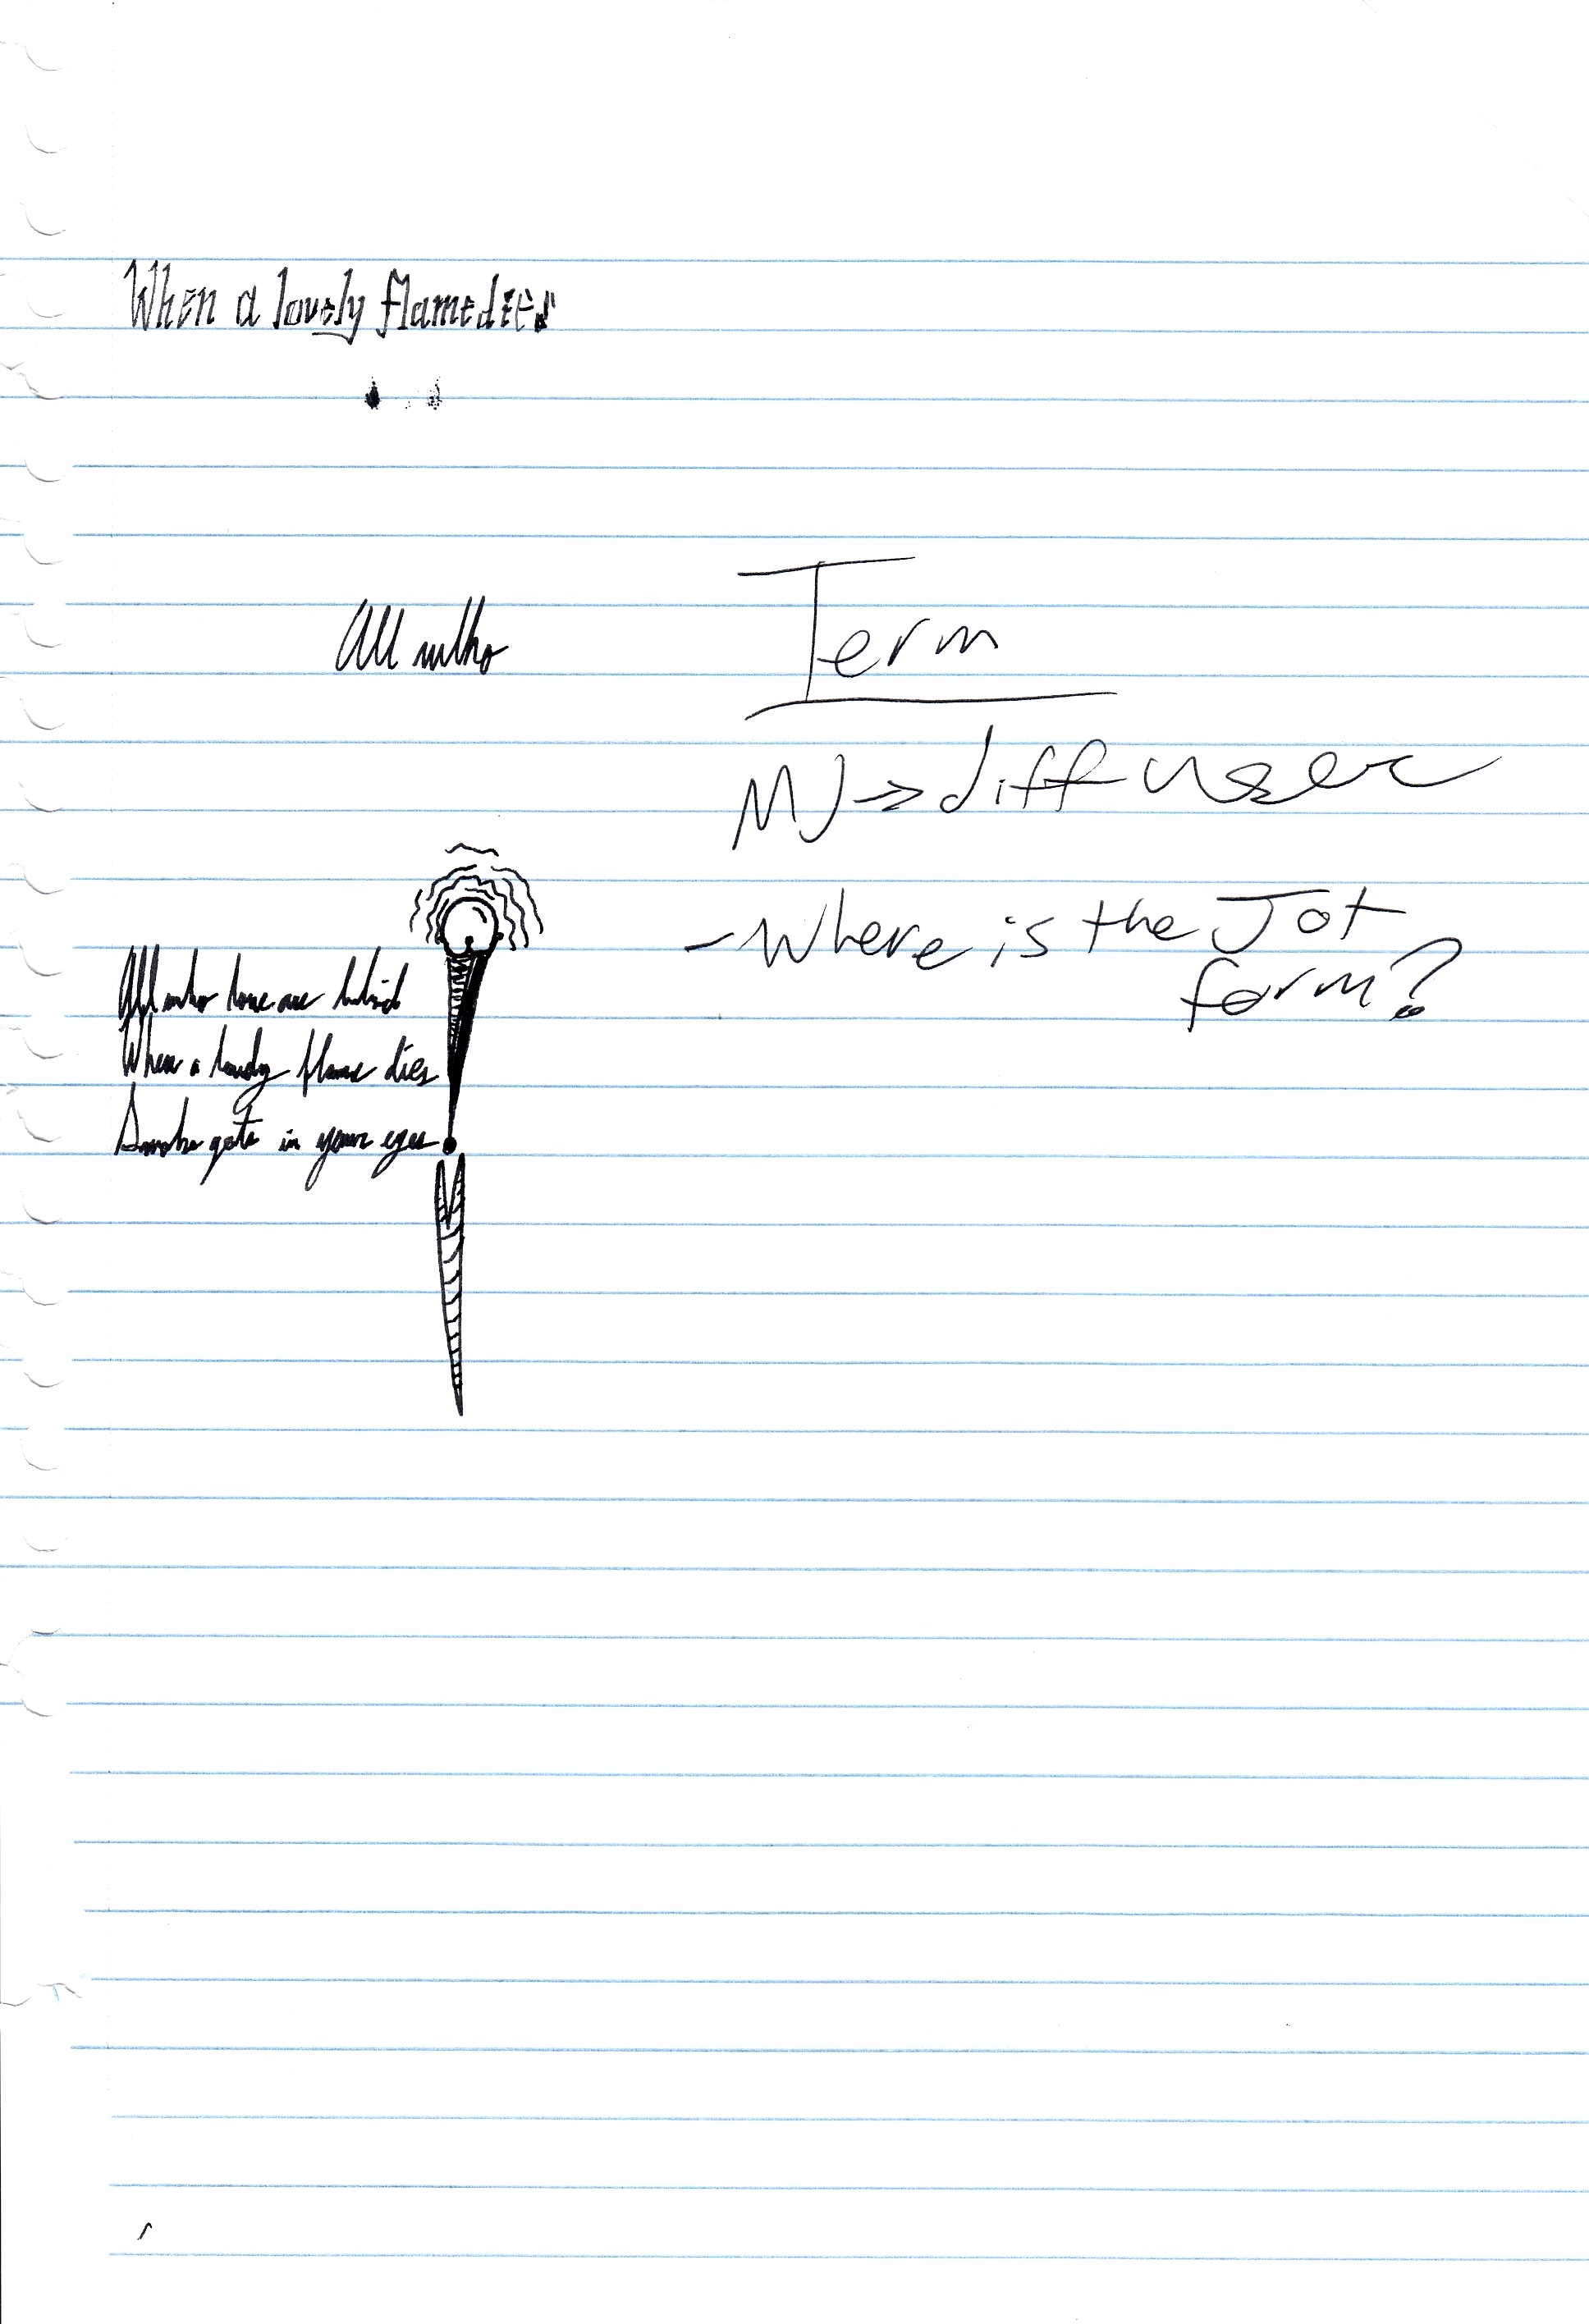 When a lovely flame dies
All who
Term
MJ → diffuser
- Where is the Jot
form?
All who love are blind
When a lovely flame dies
Smoke gets in your eyes